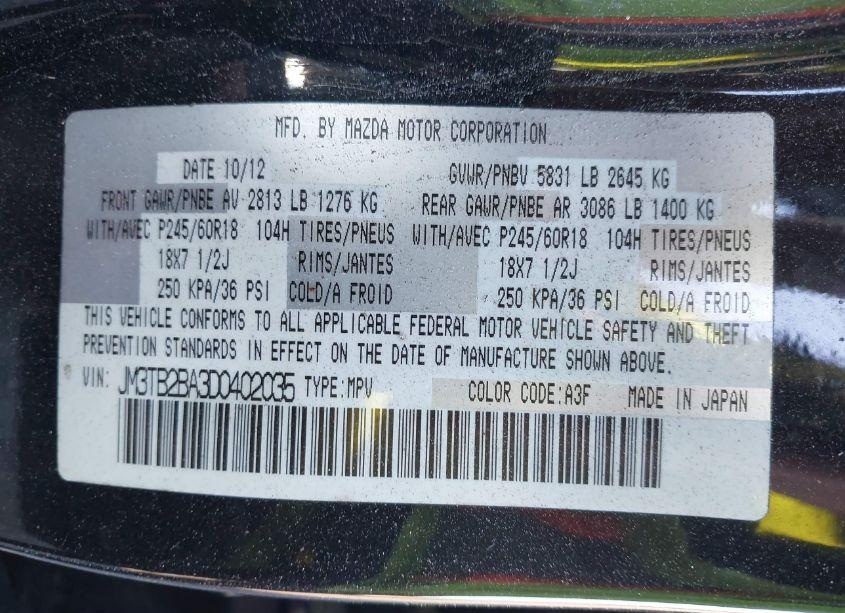 MFD. BY MAZDA MOTOR CORPORATION
DATE 10/12 GVWR/PNBV 5831 LB 2645 KG
FRONT GAWR/PNBE AV 2813 LB 1276 KG REAR GAWR/PNBE AR 3086 LB 1400 KG
WITH/AVEC P245/60R18 104H TIRES/PNEUS WITH/AVEC P245/60R18 104H TIRES/PNEUS
18X7 1/2J RIMS/JANTES 18X7 1/2J RIMS/JANTES
250 KPA/36 PSI COLD/A FROID 250 KPA/36 PSI COLD/A FROID
THIS VEHICLE CONFORMS TO ALL APPLICABLE FEDERAL MOTOR VEHICLE SAFETY AND THEFT
PREVENTION STANDARDS IN EFFECT ON THE DATE OF MANUFACTURE SHOWN ABOVE.
VIN: JM3TB2BA3D0402035 TYPE:MPV COLOR CODE:A3F MADE IN JAPAN